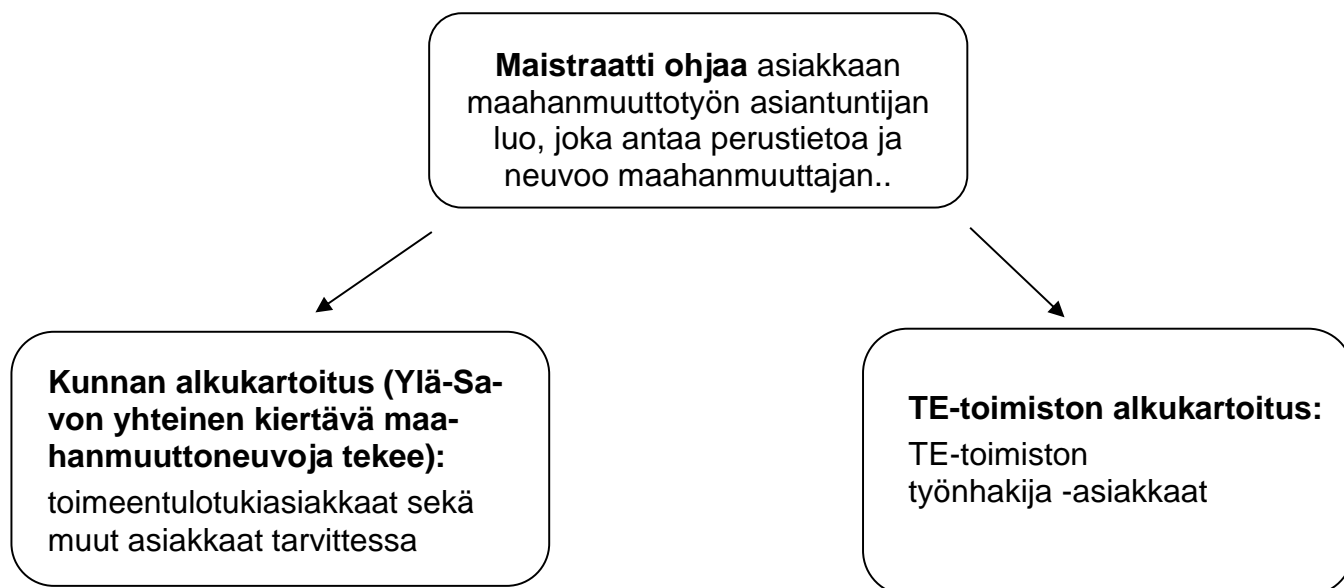 Maistraatti ohjaa asiakkaan
maahanmuuttotyön asiantuntijan
luo, joka antaa perustietoa ja
neuvoo maahanmuuttajan..
Kunnan alkukartoitus (Ylä-Sa-
von yhteinen kiertävä maa-
hanmuuttoneuvoja tekee):
toimeentulotukiasiakkaat sekä
muut asiakkaat tarvittessa
TE-toimiston alkukartoitus:
TE-toimiston
työnhakija -asiakkaat